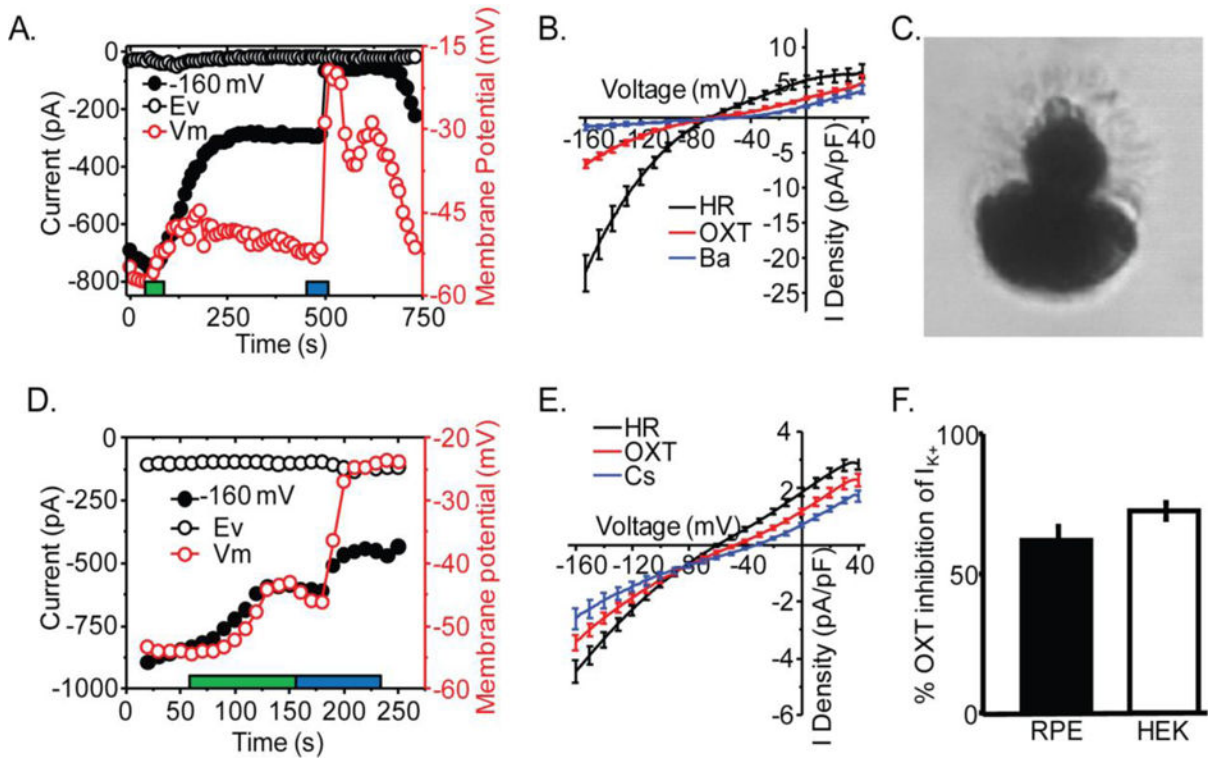 A.
0
-200
-400
-600
-800
Current (pA)
-160 mV
Ev
Vm
-15
-30
-45
-60
Membrane Potential (mV)
0 250 500 750
Time (s)
B.
10
5
Voltage (mV)
-160 -120 -80 -40 40
-5
-10
-15
-20
-25
I Density (pA/pF)
HR
OXT
Ba
C.
D.
0
-250
-500
-750
-1000
Current (pA)
-160 mV
Ev
Vm
-20
-30
-40
-50
-60
Membrane potential (mV)
0 50 100 150 200 250
Time (s)
E.
HR
OXT
Cs
4
2
Voltage (mV)
-160 -120 -80 -40 40
-2
-4
-6
I Density (pA/pF)
F.
100
50
0
% OXT inhibition of IK+
RPE HEK